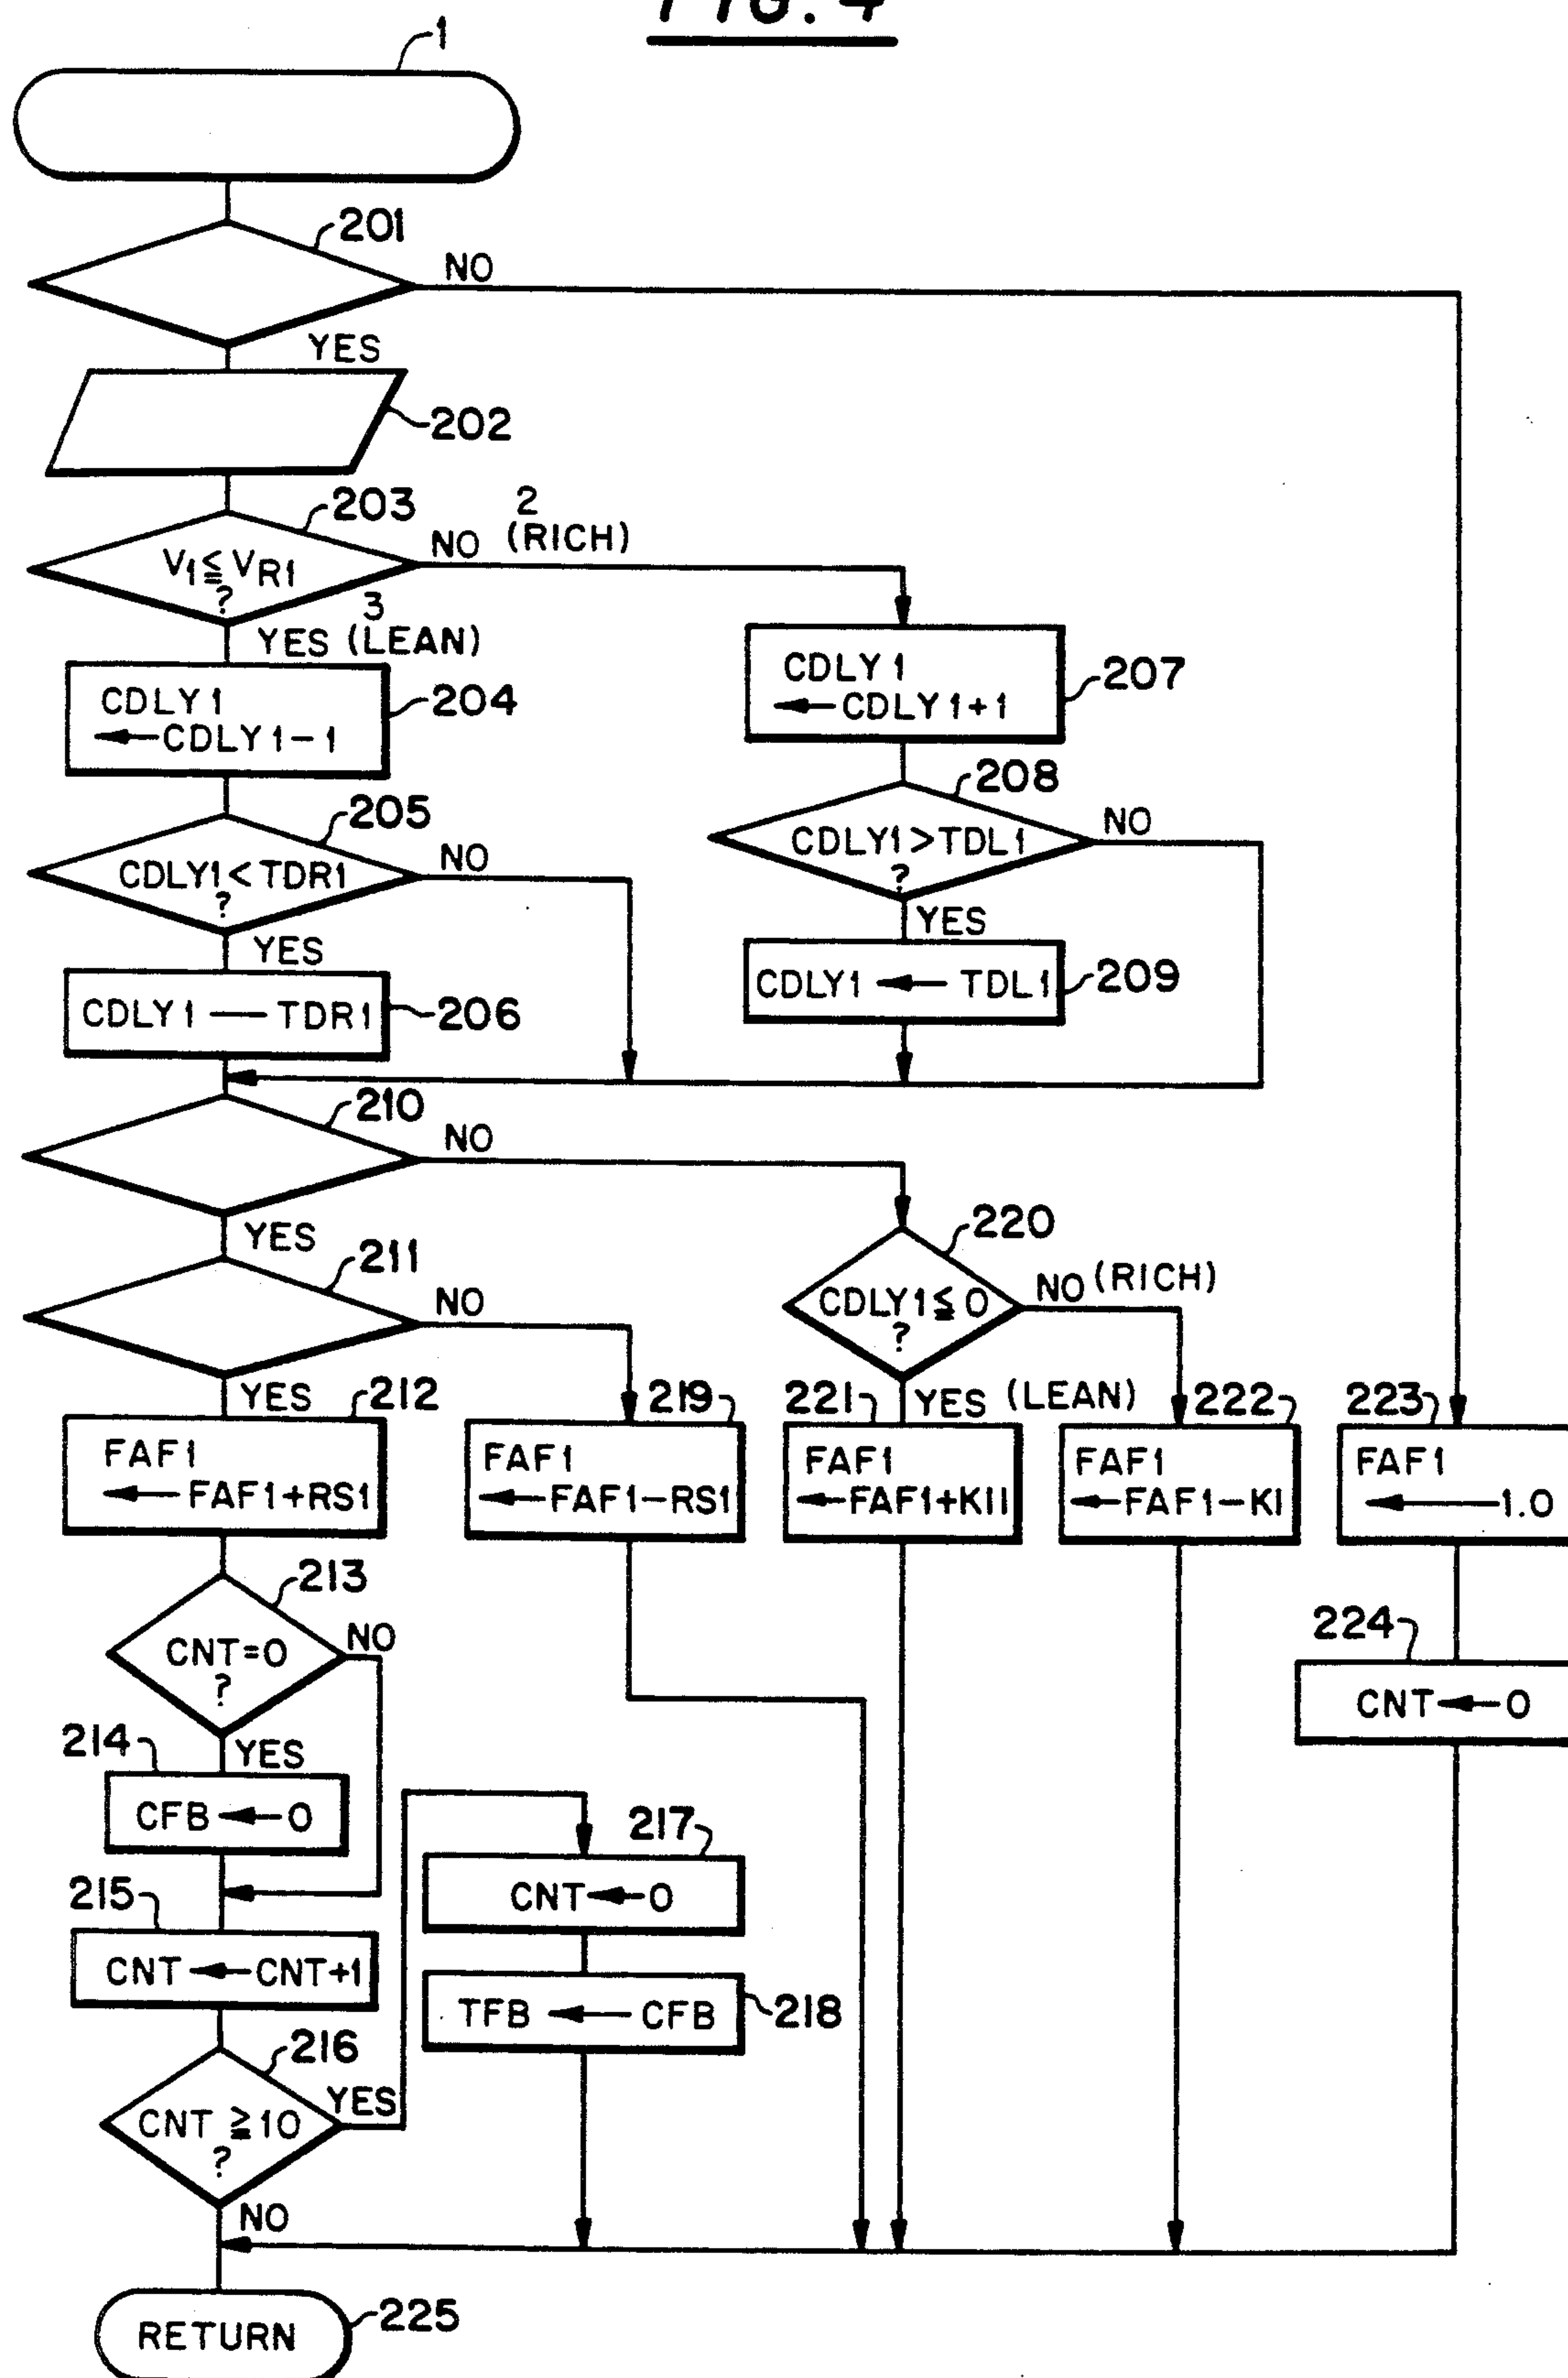 FIG. 4
1
201
NO
YES
202
203
2
NO (RICH)
V1≦VR1
?
3
YES (LEAN)
CDLY1
←CDLY1-1
204
CDLY1
←CDLY1+1
207
205
CDLY1<TDR1
?
NO
YES
208
CDLY1>TDL1
?
NO
YES
CDLY1 — TDR1
206
CDLY1 ← TDL1
209
210
NO
YES
211
NO
YES
220
CDLY1≦0
?
NO (RICH)
YES (LEAN)
212
FAF1
←FAF1+RS1
219
FAF1
←FAF1-RS1
221
FAF1
←FAF1+KII
222
FAF1
←FAF1-KI
223
FAF1
←1.0
213
CNT=0
?
NO
YES
224
CNT←0
214
CFB←0
217
CNT←0
215
CNT←CNT+1
TFB ← CFB
218
216
CNT ≧10
?
YES
NO
RETURN
225